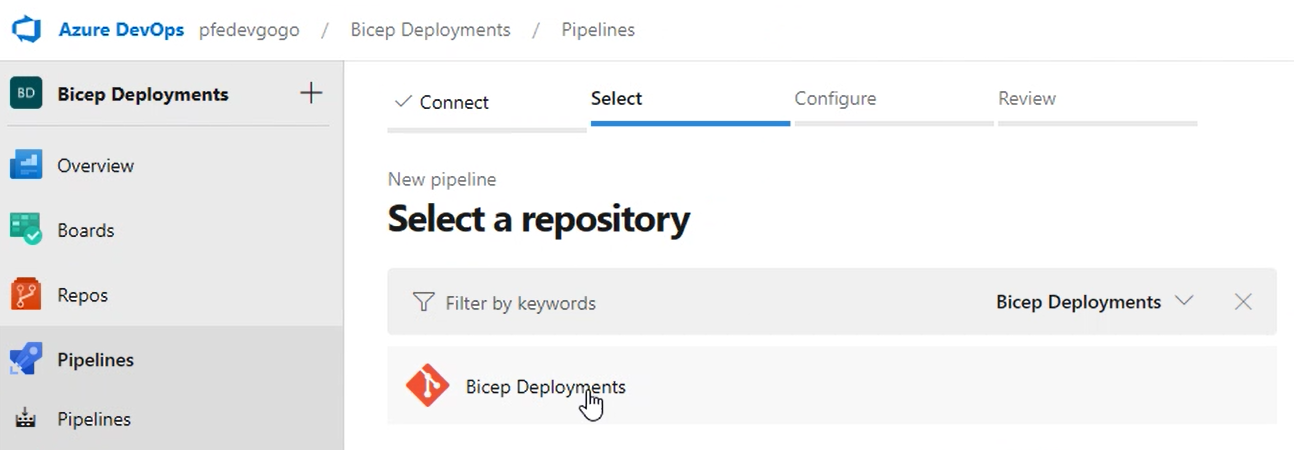 Azure DevOps pfedevgogo / Bicep Deployments / Pipelines
BD Bicep Deployments +
Connect Select Configure Review
Overview
New pipeline
Select a repository
Boards
Repos
Filter by keywords Bicep Deployments
Pipelines
Bicep Deployments
Pipelines